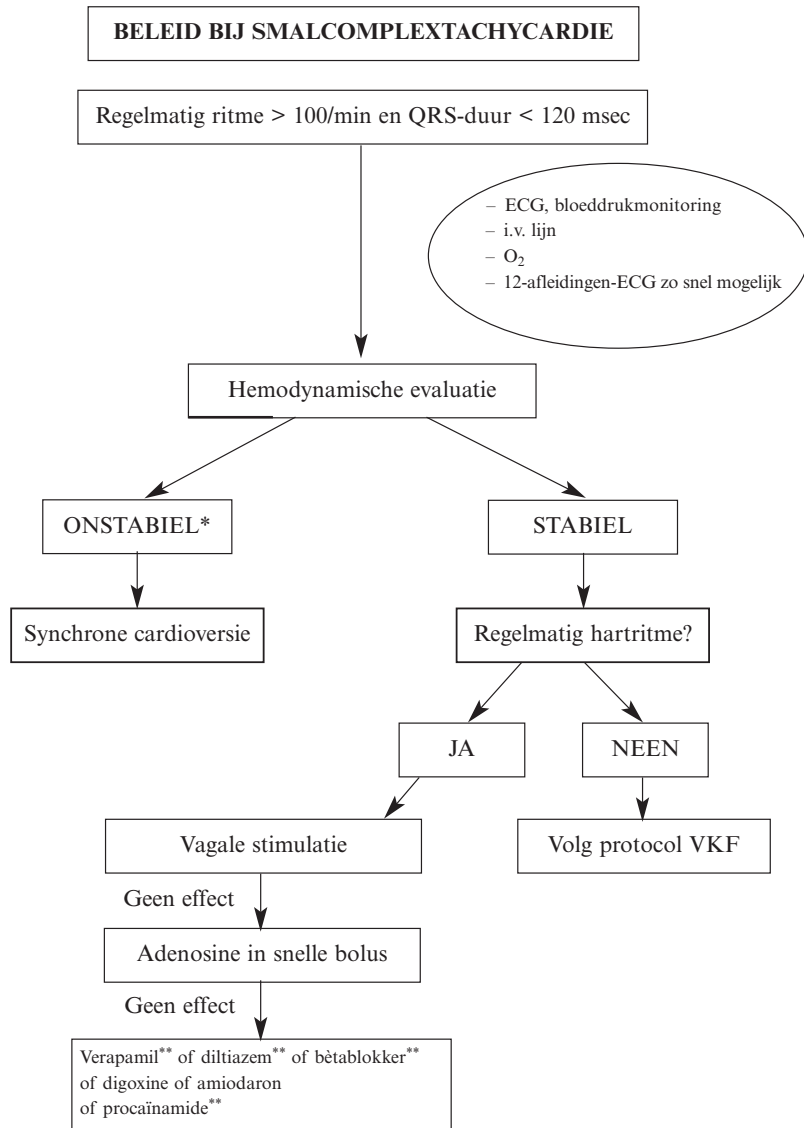 BELEID BIJ SMALCOMPLEXTACHYCARDIE
Regelmatig ritme > 100/min en QRS-duur < 120 msec
– ECG, bloeddrukmonitoring
– i.v. lijn
– O₂
– 12-afleidingen-ECG zo snel mogelijk
Hemodynamische evaluatie
ONSTABIEL*
STABIEL
Synchrone cardioversie
Regelmatig hartritme?
JA
NEEN
Vagale stimulatie
Volg protocol VKF
Geen effect
Adenosine in snelle bolus
Geen effect
Verapamil** of diltiazem** of bètablokker**
of digoxine of amiodaron
of procaïnamide**